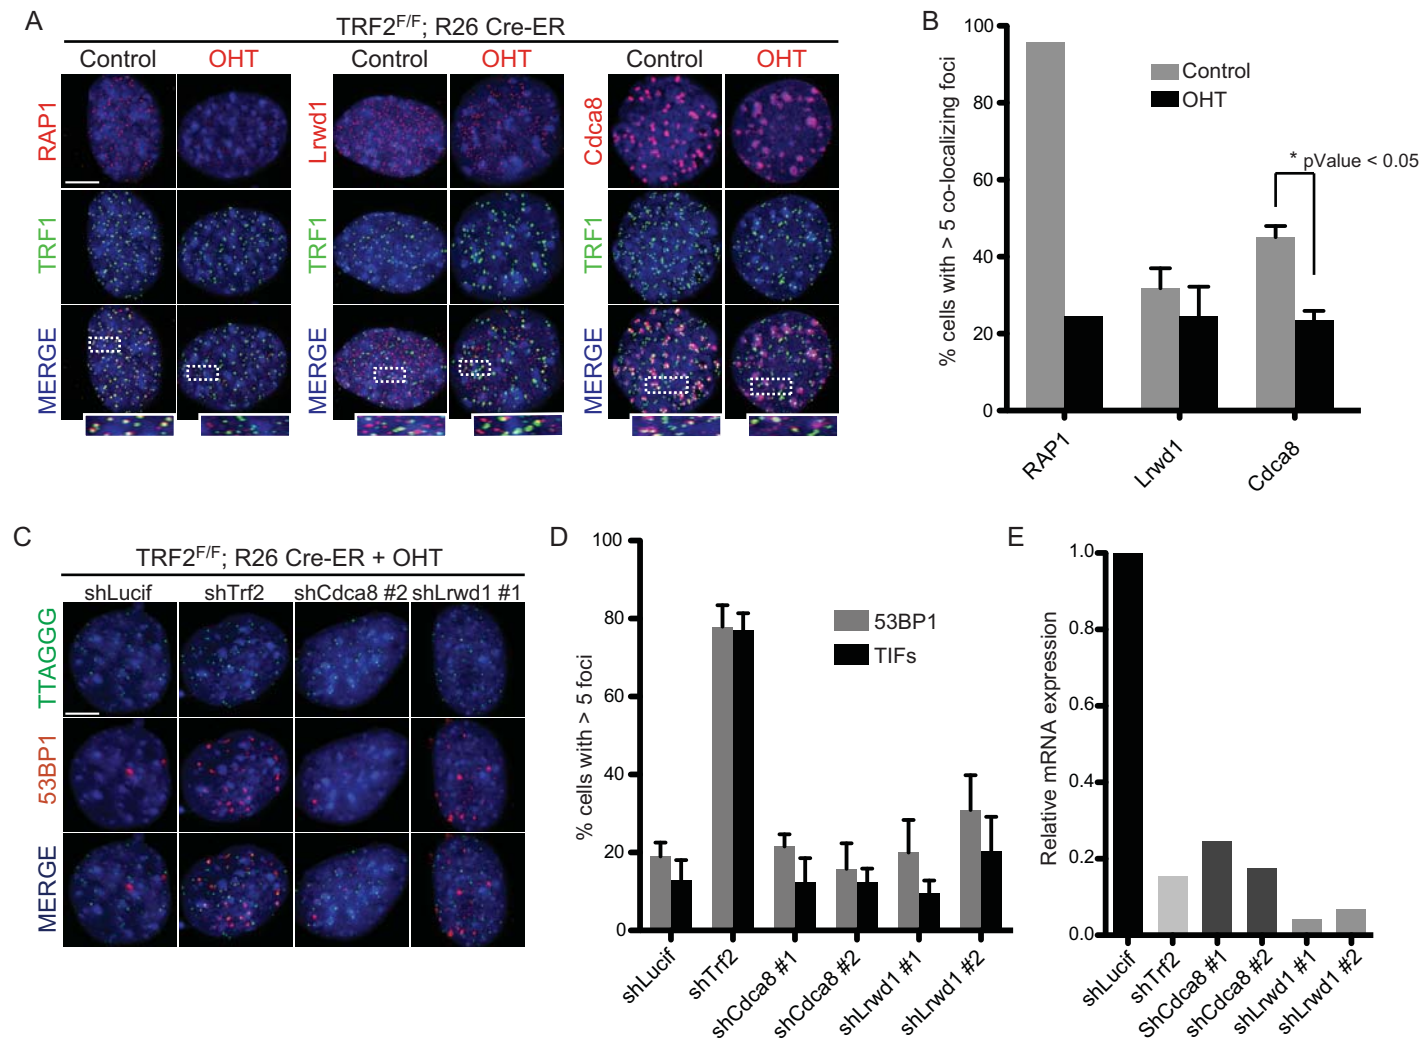 A
TRF2F/F; R26 Cre-ER
Control OHT Control OHT Control OHT
RAP1
TRF1
MERGE
Lrwd1
TRF1
MERGE
Cdca8
TRF1
MERGE
B
% cells with > 5 co-localizing foci
100
80
60
40
20
0
Control
OHT
* pValue < 0.05
RAP1
Lrwd1
Cdca8
C
TRF2F/F; R26 Cre-ER + OHT
shLucif shTrf2 shCdca8 #2 shLrwd1 #1
TTAGGG
53BP1
MERGE
D
% cells with > 5 foci
100
80
60
40
20
0
53BP1
TIFs
shLucif
shTrf2
shCdca8 #1
shCdca8 #2
shLrwd1 #1
shLrwd1 #2
E
Relative mRNA expression
1.0
0.8
0.6
0.4
0.2
0.0
shLucif
shTrf2
ShCdca8 #1
shCdca8 #2
shLrwd1 #1
shLrwd1 #2